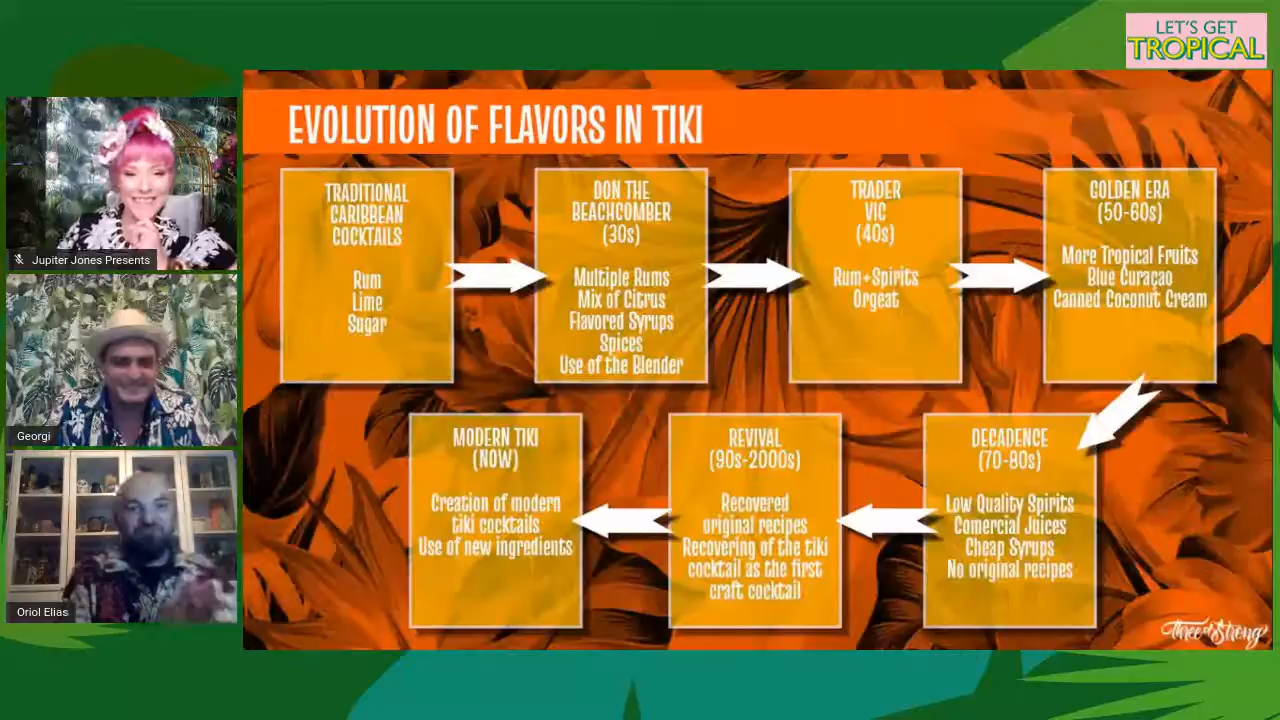 LET'S GET
TROPICAL
EVOLUTION OF FLAVORS IN TIKI
TRADITIONAL
CARIBBEAN
COCKTAILS
Rum
Lime
Sugar
DON THE
BEACHCOMBER
(30s)
Multiple Rums
Mix of Citrus
Flavored Syrups
Spices
Use of the Blender
TRADER
VIC
(40s)
Rum+Spirits
Orgeat
GOLDEN ERA
(50-60s)
More Tropical Fruits
Blue Curaçao
Canned Coconut Cream
DECADENCE
(70-80s)
Low Quality Spirits
Comercial Juices
Cheap Syrups
No original recipes
REVIVAL
(90s-2000s)
Recovered
original recipes
Recovering of the tiki
cocktail as the first
craft cocktail
MODERN TIKI
(NOW)
Creation of modern
tiki cocktails
Use of new ingredients
Jupiter Jones Presents
Georgi
Oriol Elias
Three of Strong